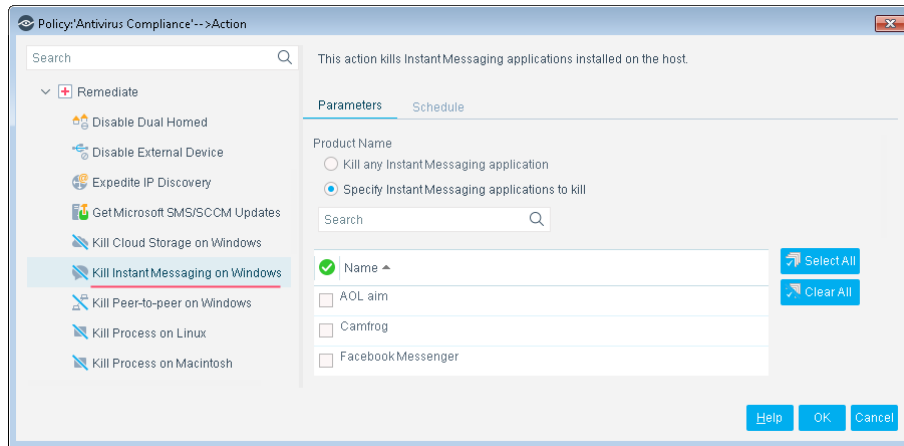 Policy:'Antivirus Compliance'-->Action
Search
Remediate
Disable Dual Homed
Disable External Device
Expedite IP Discovery
Get Microsoft SMS/SCCM Updates
Kill Cloud Storage on Windows
Kill Instant Messaging on Windows
Kill Peer-to-peer on Windows
Kill Process on Linux
Kill Process on Macintosh
This action kills Instant Messaging applications installed on the host.
Parameters Schedule
Product Name
Kill any Instant Messaging application
Specify Instant Messaging applications to kill
Search
Name
AOL aim
Camfrog
Facebook Messenger
Select All
Clear All
Help OK Cancel